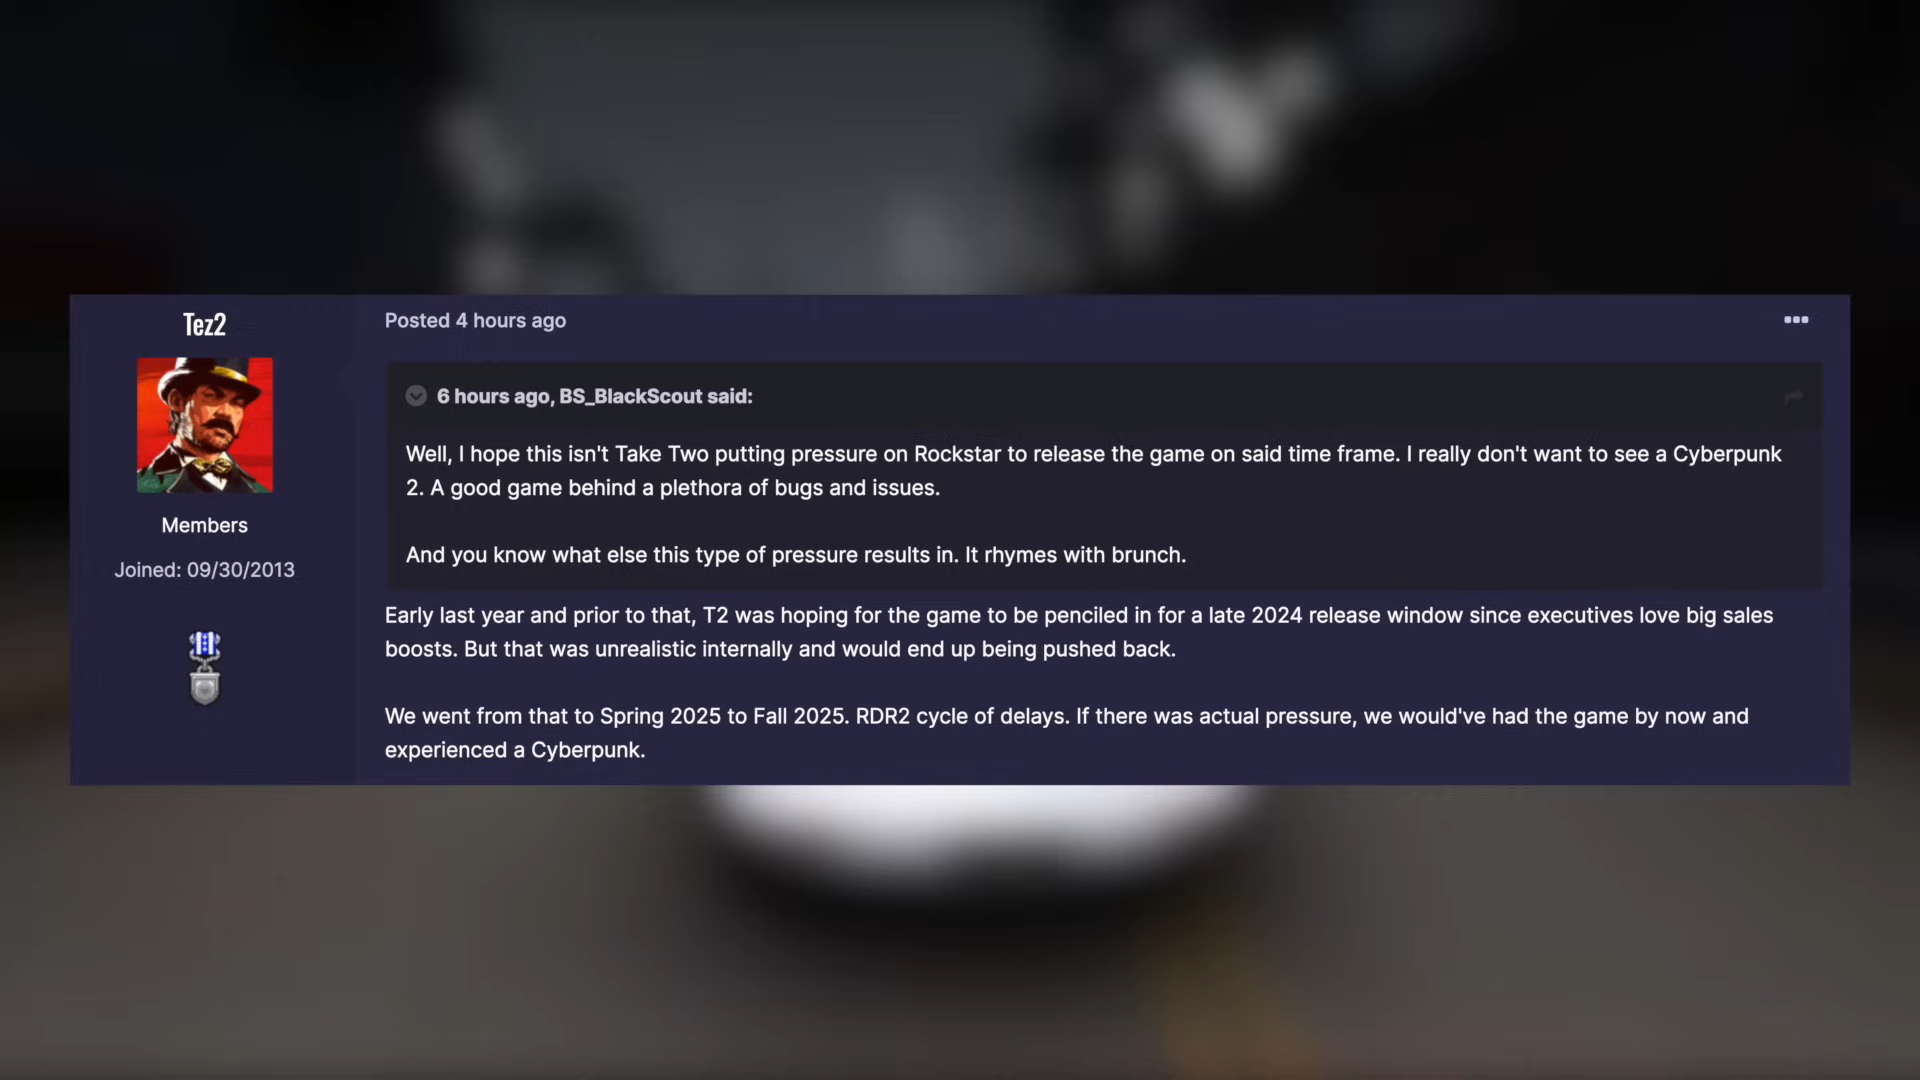 Tez2
Members
Joined: 09/30/2013
Posted 4 hours ago
6 hours ago, BS_BlackScout said:
Well, I hope this isn't Take Two putting pressure on Rockstar to release the game on said time frame. I really don't want to see a Cyberpunk
2. A good game behind a plethora of bugs and issues.
And you know what else this type of pressure results in. It rhymes with brunch.
Early last year and prior to that, T2 was hoping for the game to be penciled in for a late 2024 release window since executives love big sales
boosts. But that was unrealistic internally and would end up being pushed back.
We went from that to Spring 2025 to Fall 2025. RDR2 cycle of delays. If there was actual pressure, we would've had the game by now and
experienced a Cyberpunk.